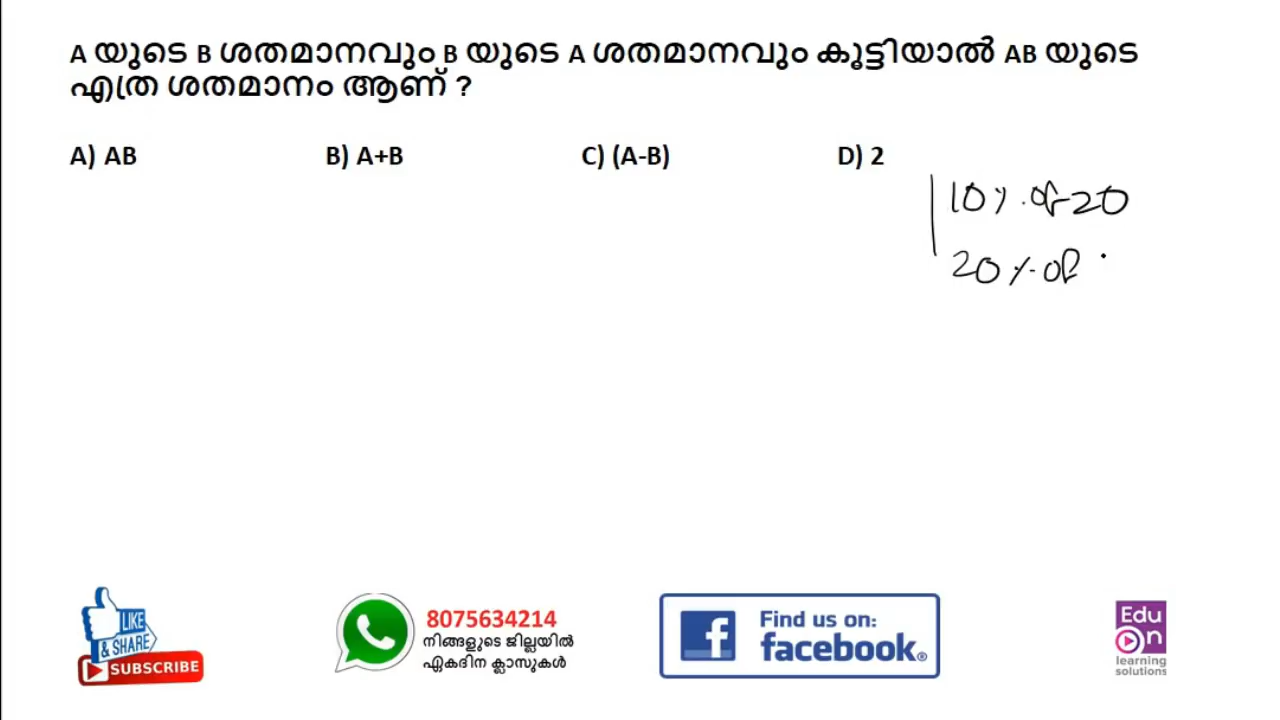 A യുടെ B ശതമാനവും B യുടെ A ശതമാനവും കൂട്ടിയാൽ AB യുടെ
എത്ര ശതമാനം ആണ് ?
A) AB B) A+B C) (A-B) D) 2
10% of 20
20% of
LIKE
& SHARE
SUBSCRIBE
8075634214
നിങ്ങളുടെ ജില്ലയിൽ
ഏകദിന ക്ലാസുകൾ
Find us on:
facebook®
Edu
On
learning
solutions